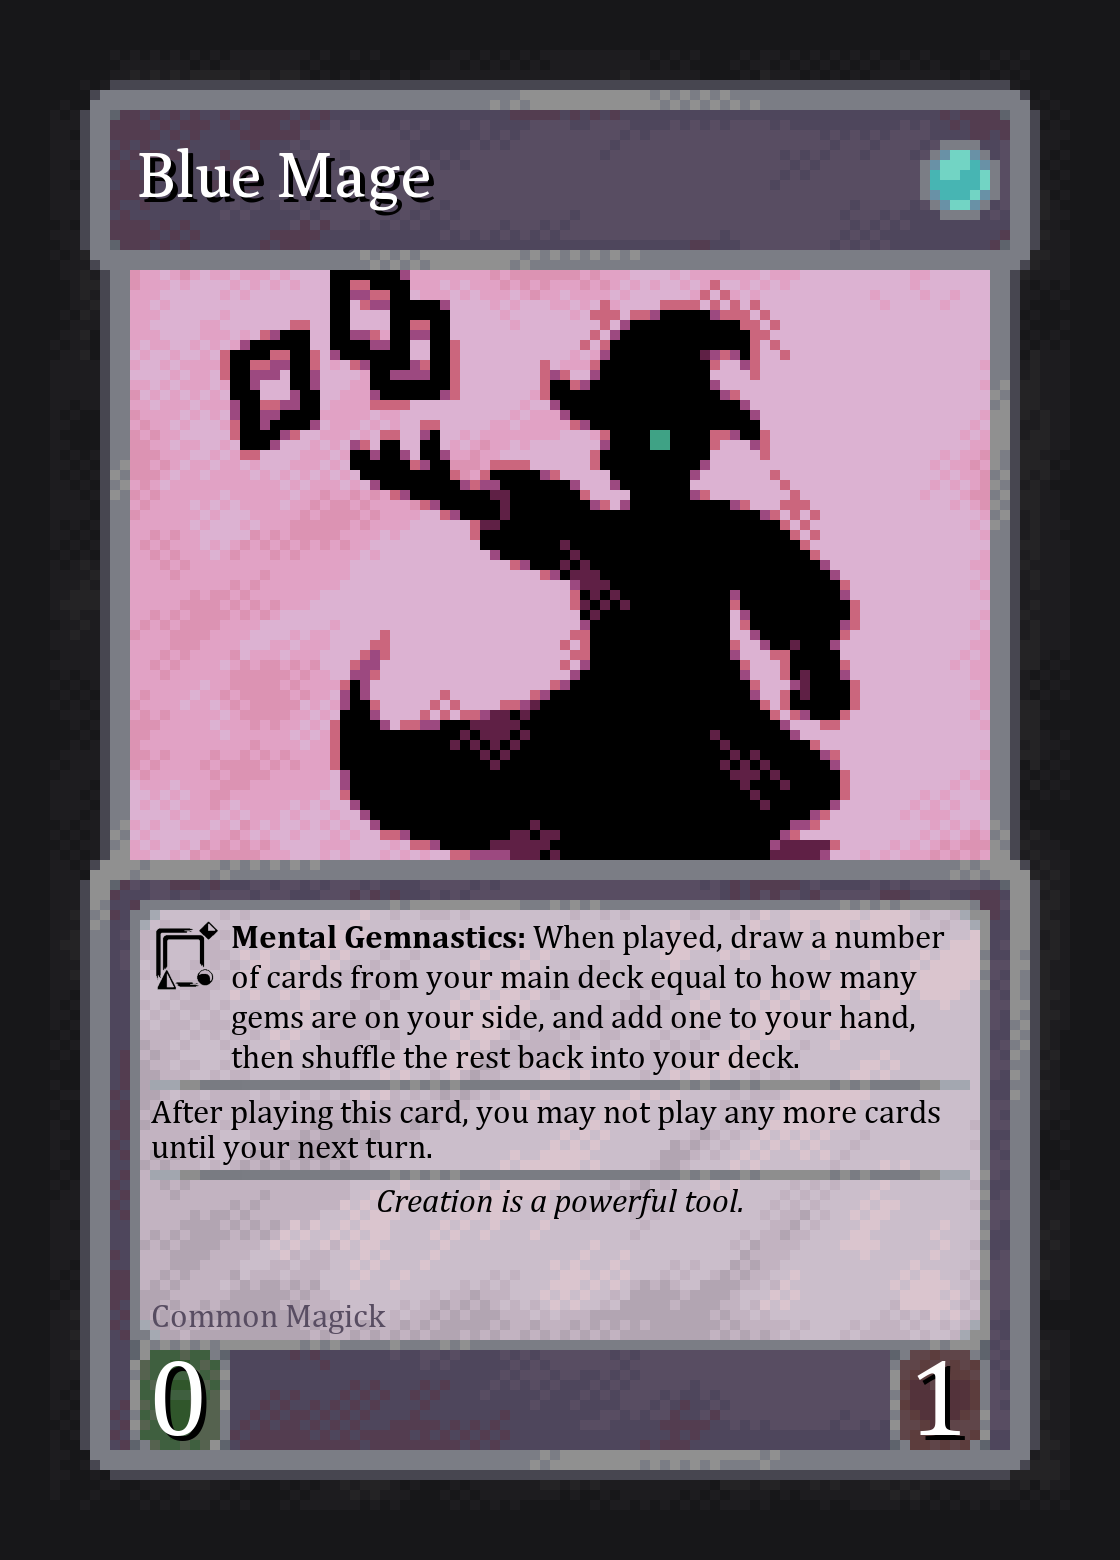 Blue Mage
Mental Gemnastics: When played, draw a number
of cards from your main deck equal to how many
gems are on your side, and add one to your hand,
then shuffle the rest back into your deck.
After playing this card, you may not play any more cards
until your next turn.
Creation is a powerful tool.
Common Magick
0
1